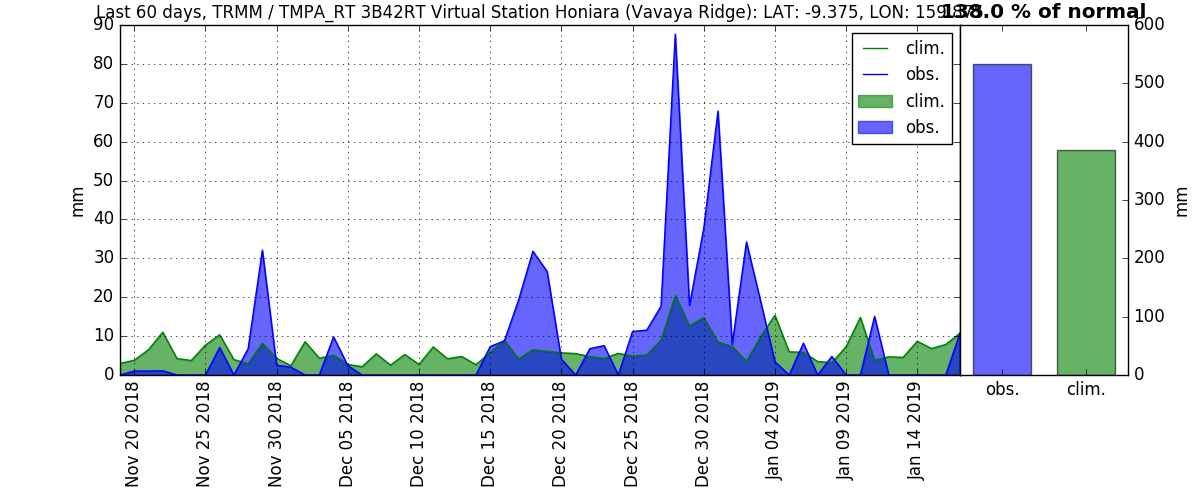 Last 60 days, TRMM / TMPA_RT 3B42RT Virtual Station Honiara (Vavaya Ridge): LAT: -9.375, LON:
138.0 % of normal
90
80
70
60
50
40
30
20
10
0
mm
clim.
obs.
clim.
obs.
Nov 20 2018
Nov 25 2018
Nov 30 2018
Dec 05 2018
Dec 10 2018
Dec 15 2018
Dec 20 2018
Dec 25 2018
Dec 30 2018
Jan 04 2019
Jan 09 2019
Jan 14 2019
600
500
400
300
200
100
0
mm
obs.
clim.